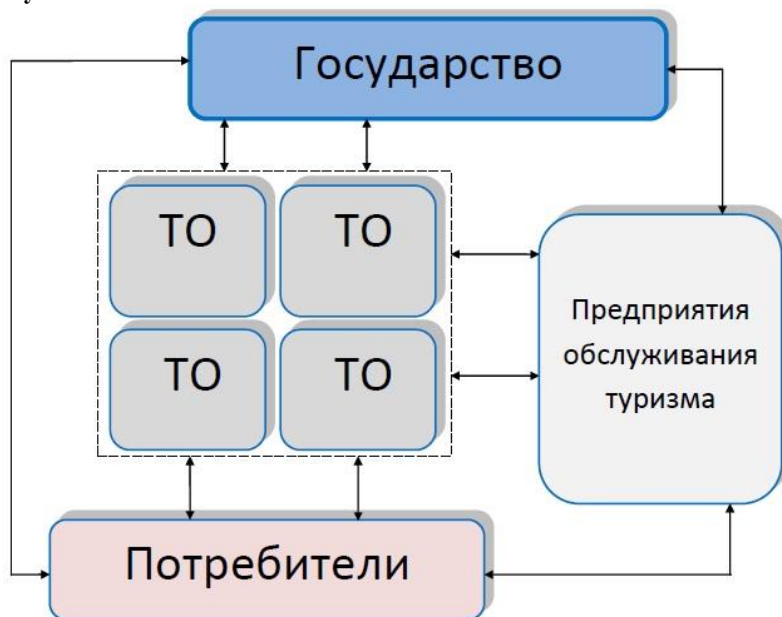 Государство
ТО ТО
ТО ТО
Предприятия
обслуживания
туризма
Потребители